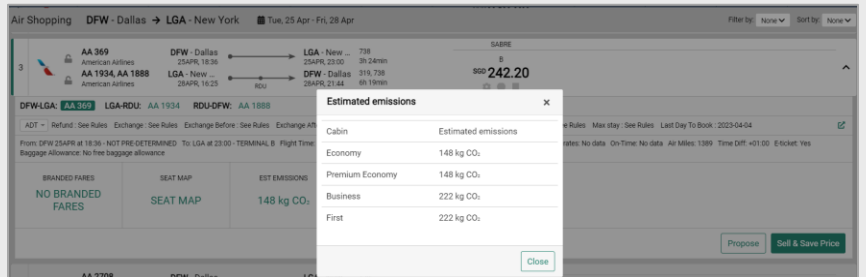 Air Shopping DFW - Dallas → LGA - New York Tue, 25 Apr - Fri, 28 Apr Filter by: None Sort by: None
SABRE
AA 369 DFW - Dallas LGA - New ... 738
American Airlines 25APR, 18:36 25APR, 23:00 3h 24min
B
3
AA 1934, AA 1888 LGA - New ... DFW - Dallas 319, 738
SGD 242.20
American Airlines 28APR, 16:25 RDU 28APR, 21:44 6h 19min
DFW-LGA: AA 369 LGA-RDU: AA 1934 RDU-DFW: AA 1888
ADT Refund : See Rules Exchange : See Rules Exchange Before : See Rules Exchange Aft
e Rules Max stay : See Rules Last Day To Book : 2023-04-04
From: DFW 25APR at 18:36 - NOT PRE-DETERMINED To: LGA at 23:00 - TERMINAL B Flight Time:
rates: No data On-Time: No data Air Miles: 1389 Time Diff: +01:00 E-ticket: Yes
Baggage Allowance: No free baggage allowance
BRANDED FARES SEAT MAP EST EMISSIONS
NO BRANDED FARES SEAT MAP 148 kg CO₂
Estimated emissions ×
Cabin Estimated emissions
Economy 148 kg CO₂
Premium Economy 148 kg CO₂
Business 222 kg CO₂
First 222 kg CO₂
Close
Propose Sell & Save Price
AA 2708 DFW - Dallas